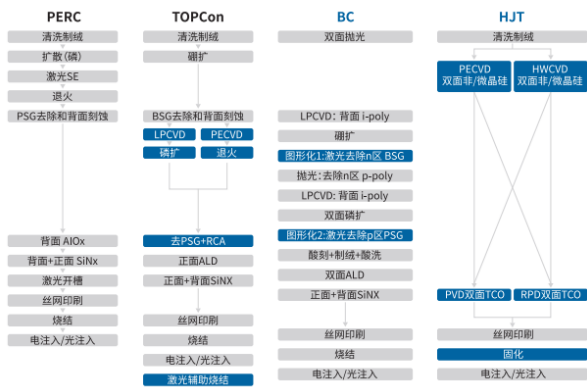 PERC
清洗制绒
扩散（磷）
激光SE
退火
PSG去除和背面刻蚀
背面 AlOx
背面+正面 SiNx
激光开槽
丝网印刷
烧结
电注入/光注入
TOPCon
清洗制绒
硼扩
BSG去除和背面刻蚀
LPCVD
PECVD
磷扩
退火
去PSG+RCA
正面ALD
正面+背面SiNX
丝网印刷
烧结
电注入/光注入
激光辅助烧结
BC
双面抛光
LPCVD: 背面 i-poly
硼扩
图形化1:激光去除n区 BSG
抛光:去除n区 p-poly
LPCVD: 背面 i-poly
双面磷扩
图形化2:激光去除p区PSG
酸刻+制绒+酸洗
双面ALD
正面+背面SiNX
丝网印刷
烧结
电注入/光注入
HJT
清洗制绒
PECVD
双面非/微晶硅
HWCVD
双面非/微晶硅
PVD双面TCO
RPD双面TCO
丝网印刷
固化
电注入/光注入